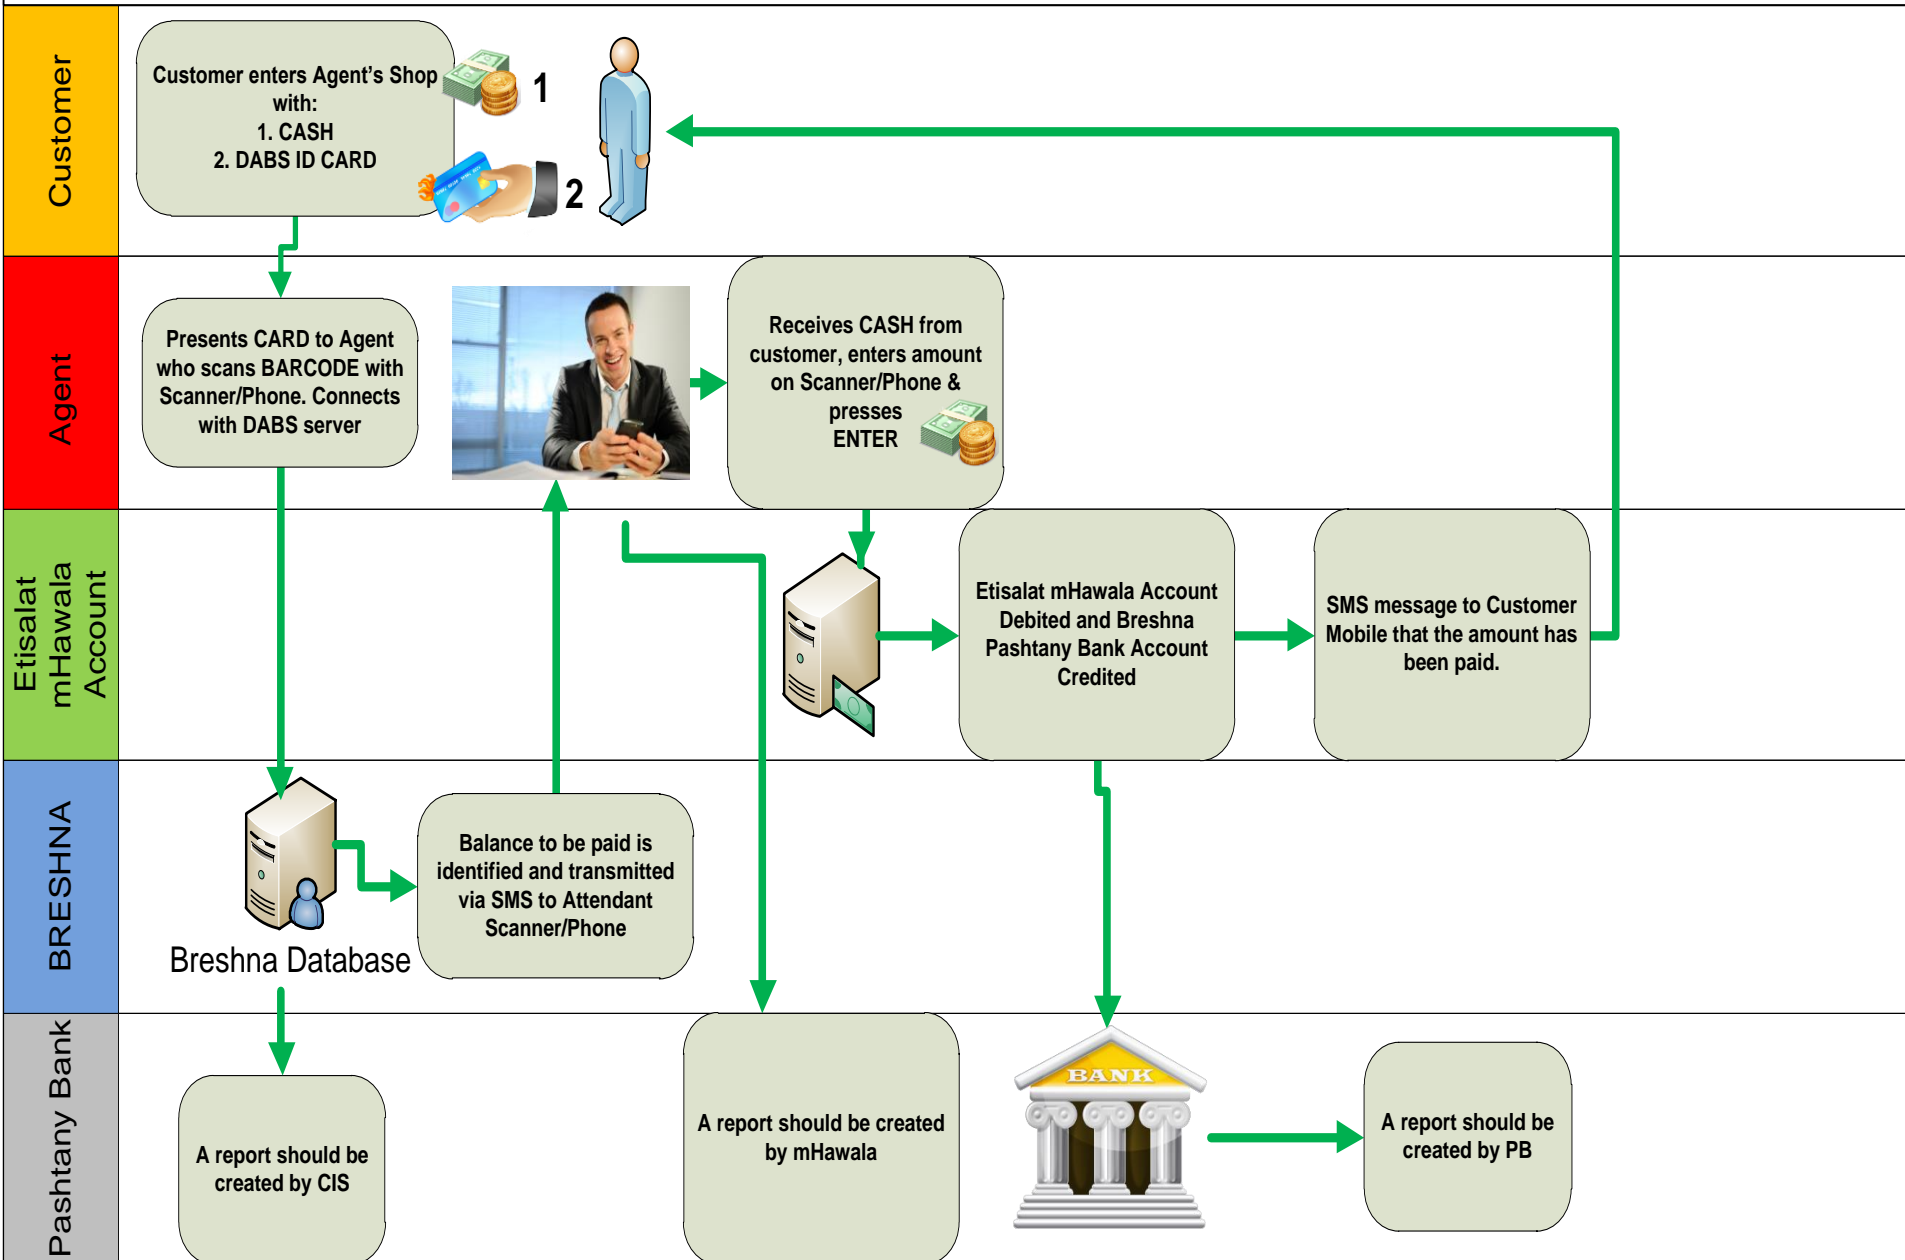 Customer
Customer enters Agent's Shop
with:
1. CASH
2. DABS ID CARD
1
2
Agent
Presents CARD to Agent
who scans BARCODE with
Scanner/Phone. Connects
with DABS server
Receives CASH from
customer, enters amount
on Scanner/Phone &
presses
ENTER
Etisalat
mHawala
Account
Etisalat mHawala Account
Debited and Breshna
Pashtany Bank Account
Credited
SMS message to Customer
Mobile that the amount has
been paid.
BRESHNA
Breshna Database
Balance to be paid is
identified and transmitted
via SMS to Attendant
Scanner/Phone
Pashtany Bank
A report should be
created by CIS
A report should be created
by mHawala
BANK
A report should be
created by PB